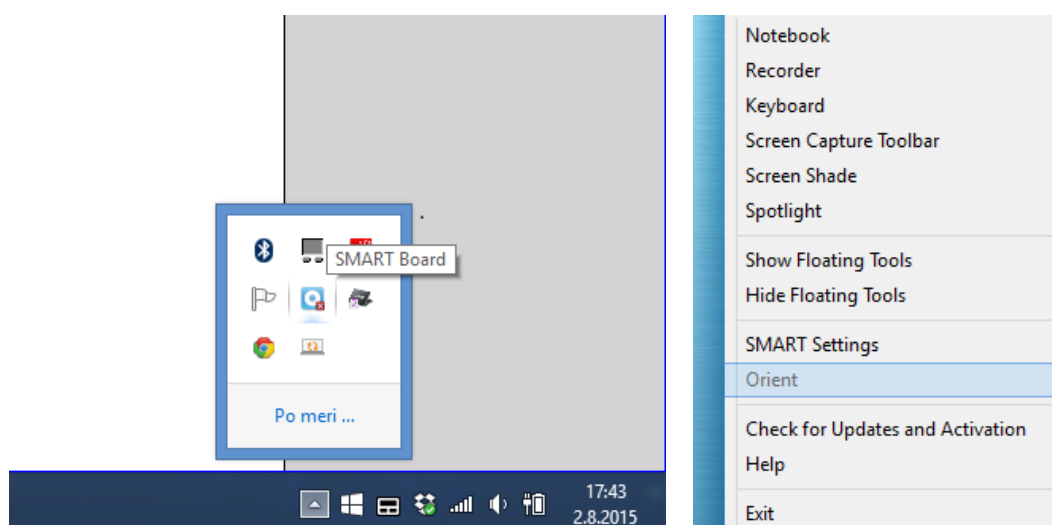 SMART Board
Po meri ...
17:43
2.8.2015
Notebook
Recorder
Keyboard
Screen Capture Toolbar
Screen Shade
Spotlight
Show Floating Tools
Hide Floating Tools
SMART Settings
Orient
Check for Updates and Activation
Help
Exit